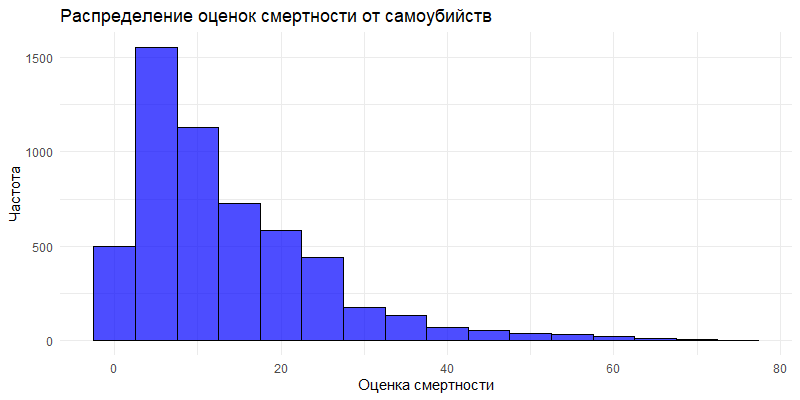 Распределение оценок смертности от самоубийств
1500
1000
500
0
Частота
0 20 40 60 80
Оценка смертности